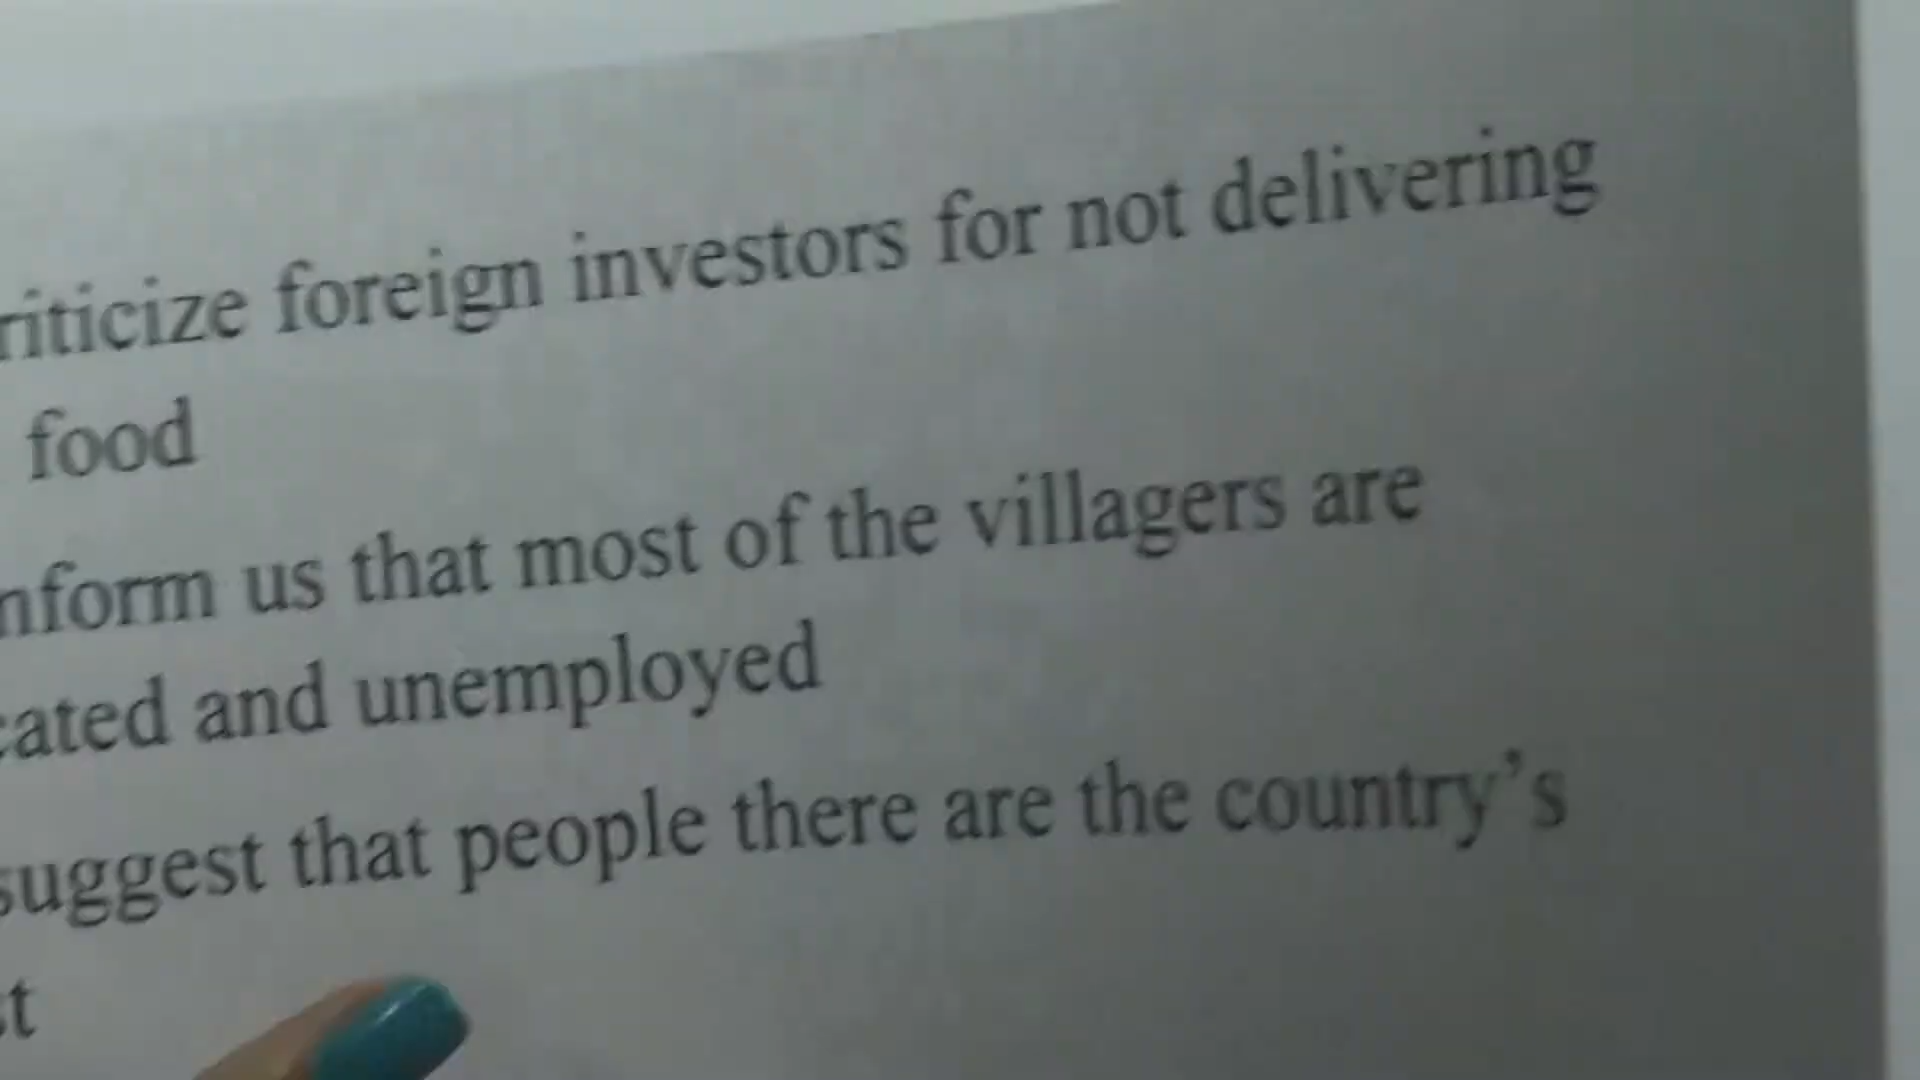 riticize foreign investors for not delivering
food
nform us that most of the villagers are
cated and unemployed
suggest that people there are the country's
st